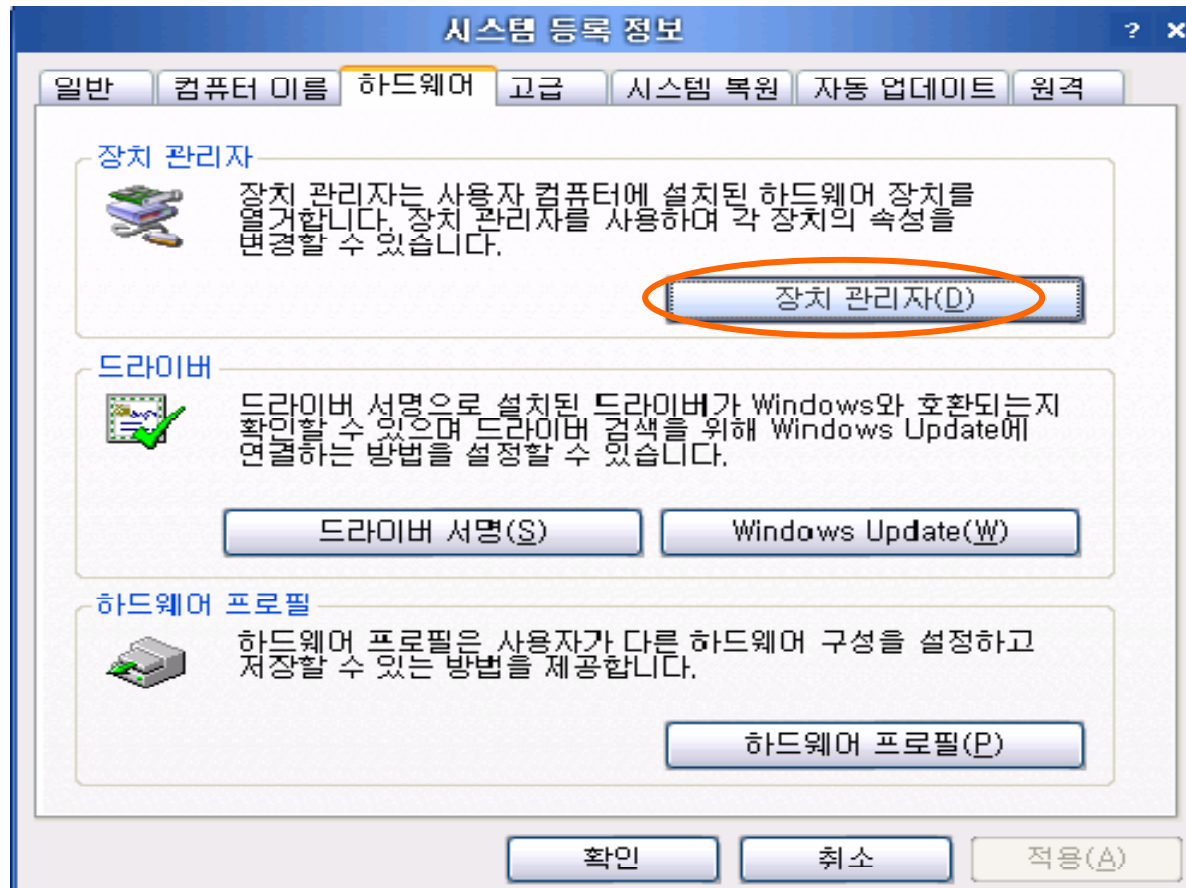 시스템 등록 정보
일반 컴퓨터 이름 하드웨어 고급 시스템 복원 자동 업데이트 원격
장치 관리자
장치 관리자는 사용자 컴퓨터에 설치된 하드웨어 장치를
열거합니다. 장치 관리자를 사용하여 각 장치의 속성을
변경할 수 있습니다.
장치 관리자(D)
드라이버
드라이버 서명으로 설치된 드라이버가 Windows와 호환되는지
확인할 수 있으며 드라이버 검색을 위해 Windows Update에
연결하는 방법을 설정할 수 있습니다.
드라이버 서명(S) Windows Update(W)
하드웨어 프로필
하드웨어 프로필은 사용자가 다른 하드웨어 구성을 설정하고
저장할 수 있는 방법을 제공합니다.
하드웨어 프로필(P)
확인 취소 적용(A)